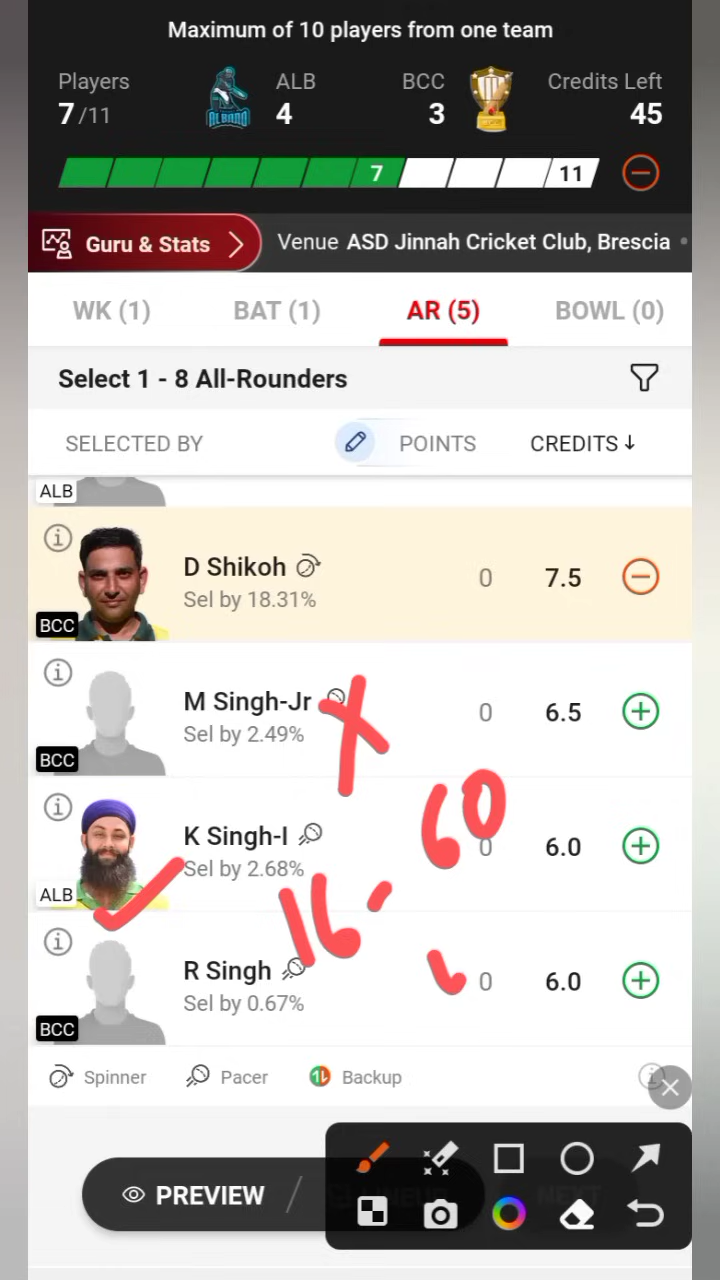 Maximum of 10 players from one team
Players ALB BCC Credits Left
7/11 ALBANO 4 3 45
7 11
Guru & Stats Venue ASD Jinnah Cricket Club, Brescia
WK (1) BAT (1) AR (5) BOWL (0)
Select 1 - 8 All-Rounders
SELECTED BY POINTS CREDITS↓
ALB
D Shikoh 0 7.5
Sel by 18.31%
BCC
M Singh-Jr 0 6.5
Sel by 2.49%
BCC
60
K Singh-I 0 6.0
Sel by 2.68%
ALB
16
R Singh 0 6.0
Sel by 0.67%
BCC
Spinner Pacer Backup
PREVIEW